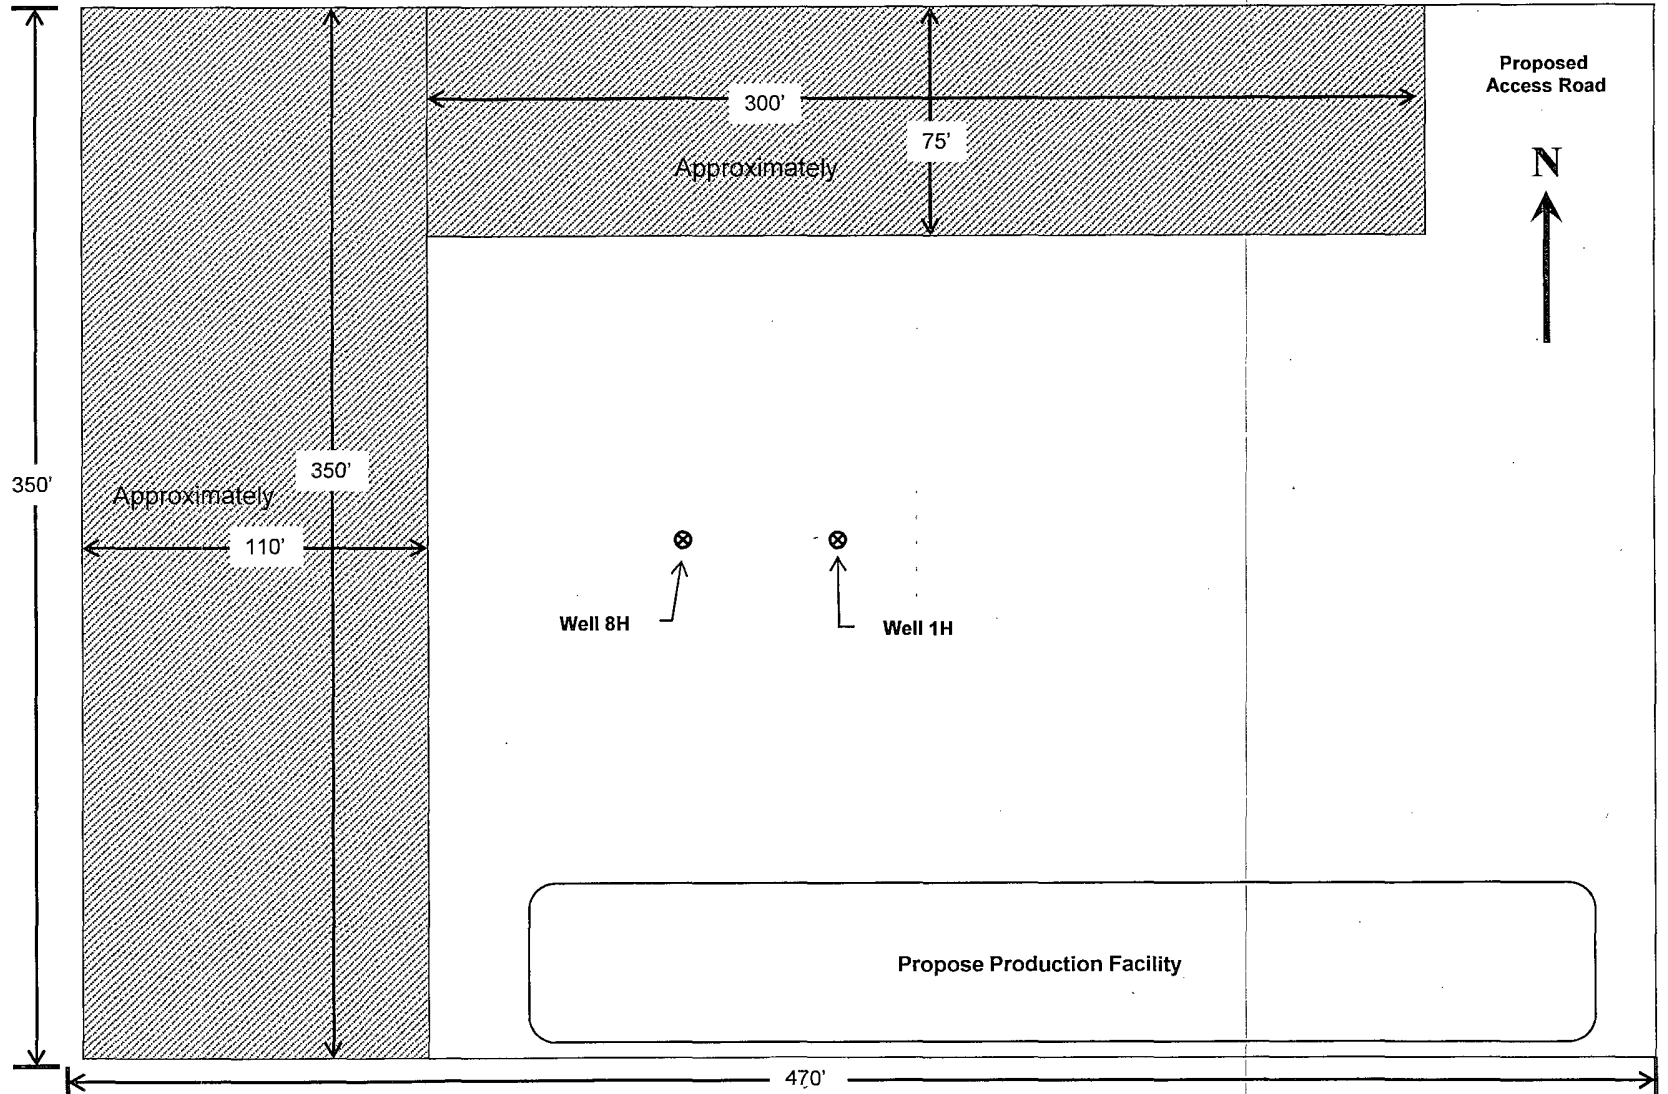 Proposed
Access Road
300'
75'
Approximately
N
350'
350'
Approximately
110'
Well 8H
Well 1H
Propose Production Facility
470'